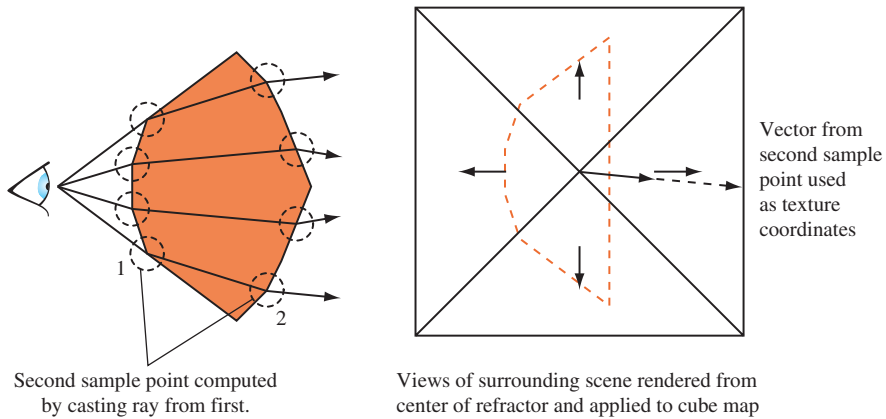 1
2
Second sample point computed
by casting ray from first.
Vector from
second sample
point used
as texture
coordinates
Views of surrounding scene rendered from
center of refractor and applied to cube map